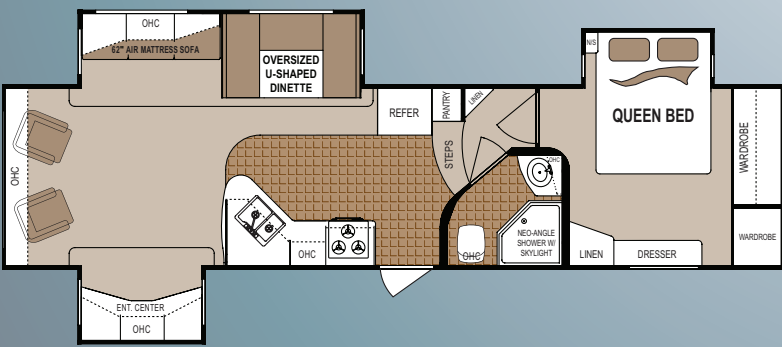 OHC
62" AIR MATTRESS SOFA
OVERSIZED
U-SHAPED
DINETTE
REFER
PANTRY
LINEN
STEPS
N/S
QUEEN BED
WARDROBE
WARDROBE
OHC
OHC
NEO-ANGLE
SHOWER W/
SKYLIGHT
OHC
LINEN
DRESSER
OHC
ENT. CENTER
OHC